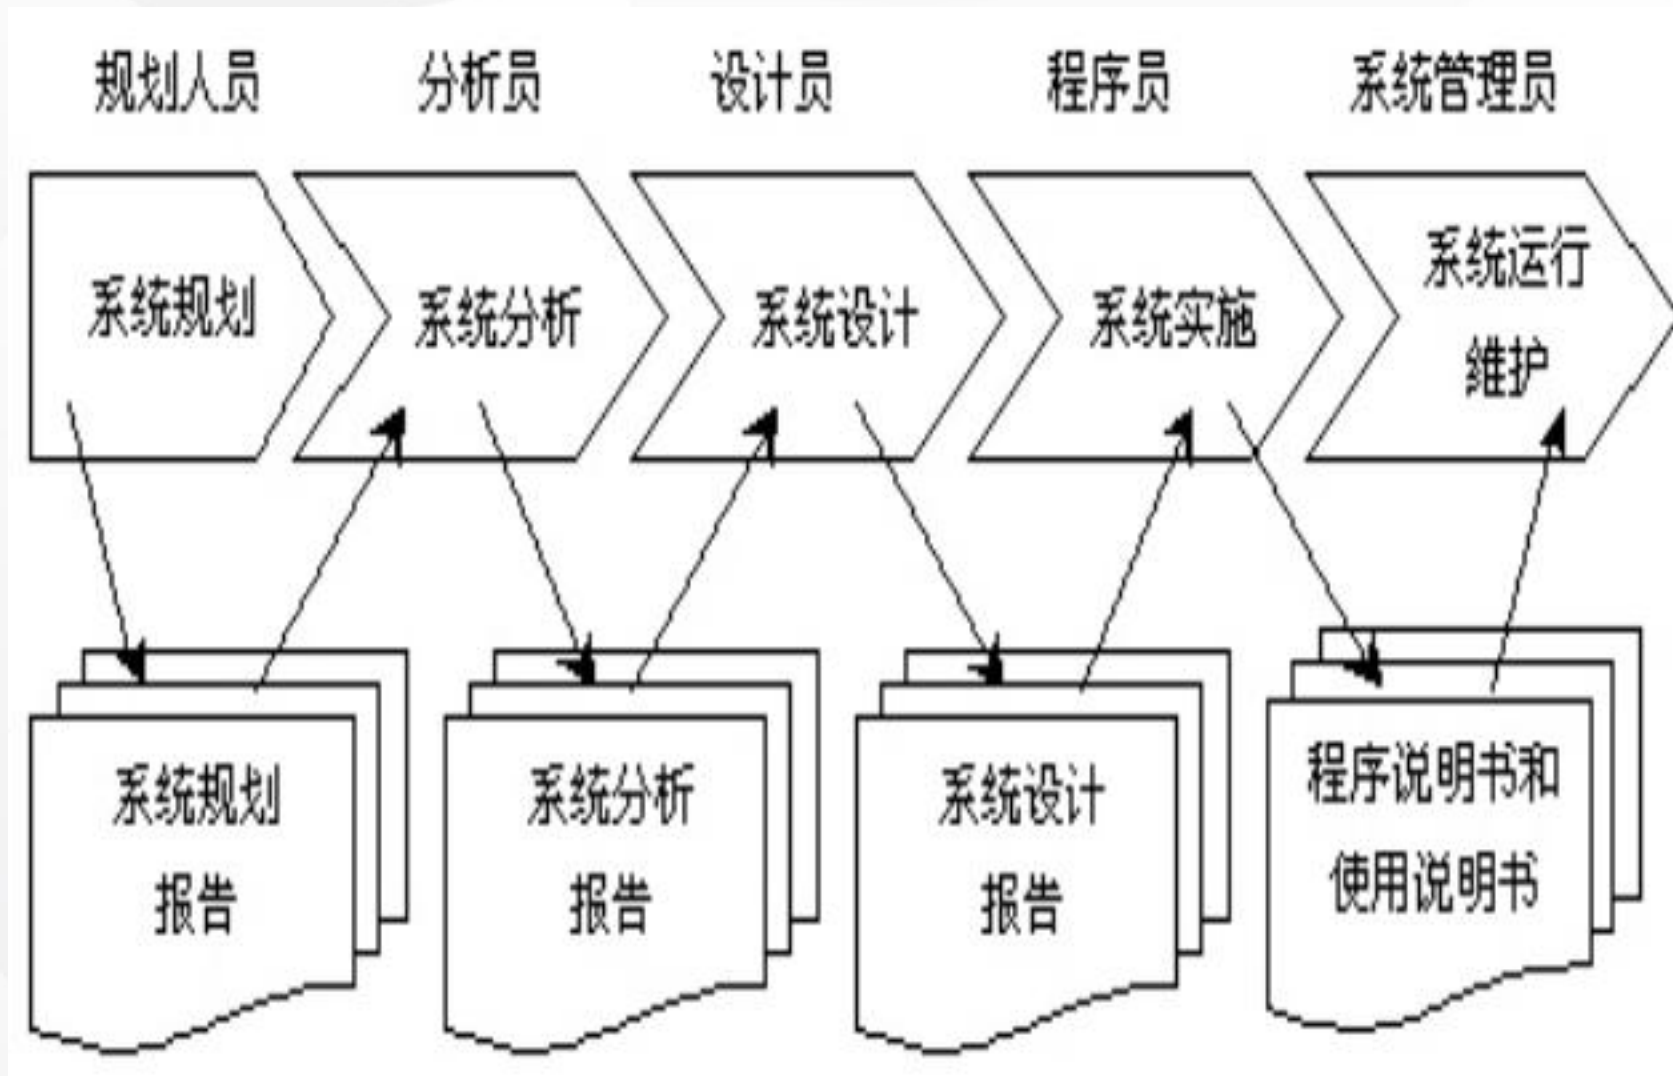 规划人员 分析员 设计员 程序员 系统管理员
系统规划 系统分析 系统设计 系统实施 系统运行
维护
系统规划
报告
系统分析
报告
系统设计
报告
程序说明书和
使用说明书